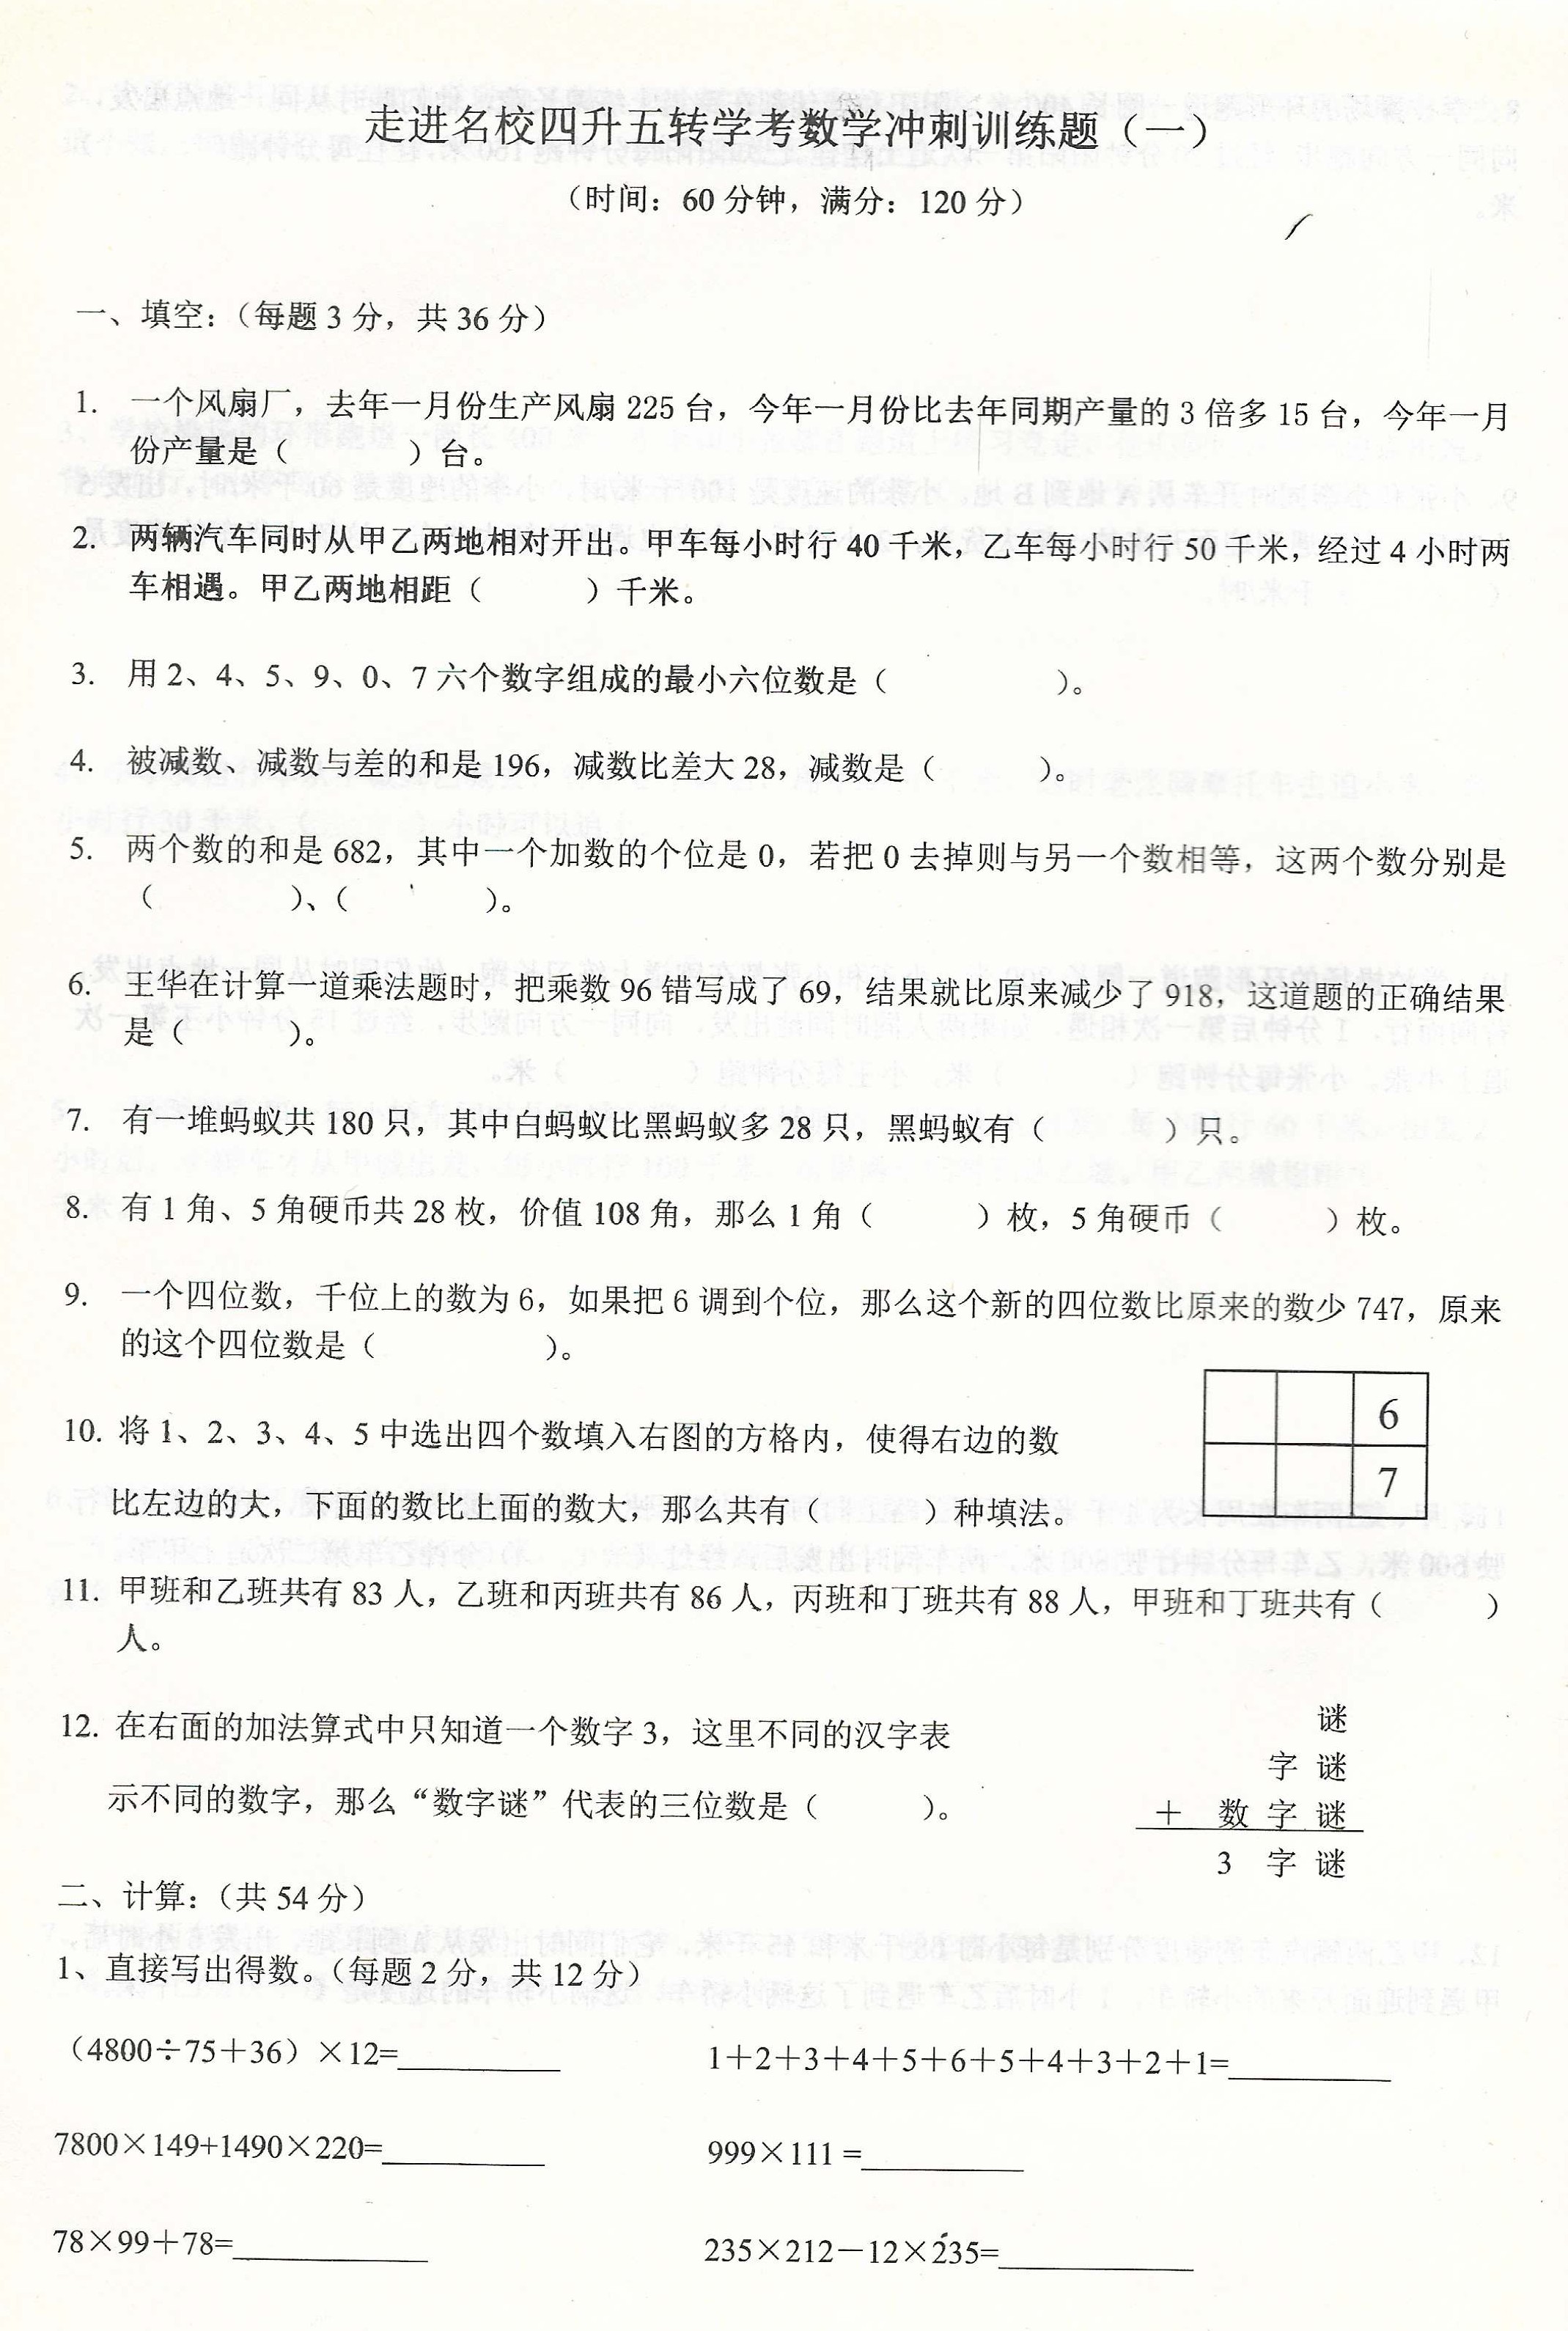 走进名校四升五转学考数学冲刺训练题（一）
（时间：60 分钟，满分：120 分）
一、填空：（每题 3 分，共 36 分）
1. 一个风扇厂，去年一月份生产风扇 225 台，今年一月份比去年同期产量的 3 倍多 15 台，今年一月
份产量是（ ）台。
2. 两辆汽车同时从甲乙两地相对开出。甲车每小时行 40 千米，乙车每小时行 50 千米，经过 4 小时两
车相遇。甲乙两地相距（ ）千米。
3. 用 2、4、5、9、0、7 六个数字组成的最小六位数是（ ）。
4. 被减数、减数与差的和是 196，减数比差大 28，减数是（ ）。
5. 两个数的和是 682，其中一个加数的个位是 0，若把 0 去掉则与另一个数相等，这两个数分别是
（ ）、（ ）。
6. 王华在计算一道乘法题时，把乘数 96 错写成了 69，结果就比原来减少了 918，这道题的正确结果
是（ ）。
7. 有一堆蚂蚁共 180 只，其中白蚂蚁比黑蚂蚁多 28 只，黑蚂蚁有（ ）只。
8. 有 1 角、5 角硬币共 28 枚，价值 108 角，那么 1 角（ ）枚，5 角硬币（ ）枚。
9. 一个四位数，千位上的数为 6，如果把 6 调到个位，那么这个新的四位数比原来的数少 747，原来
的这个四位数是（ ）。
6
10. 将 1、2、3、4、5 中选出四个数填入右图的方格内，使得右边的数
7
比左边的大，下面的数比上面的数大，那么共有（ ）种填法。
11. 甲班和乙班共有 83 人，乙班和丙班共有 86 人，丙班和丁班共有 88 人，甲班和丁班共有（ ）
人。
12. 在右面的加法算式中只知道一个数字 3，这里不同的汉字表
示不同的数字，那么“数字谜”代表的三位数是（ ）。
谜
字 谜
＋ 数 字 谜
3 字 谜
二、计算：（共 54 分）
1、直接写出得数。（每题 2 分，共 12 分）
（4800÷75＋36）×12=________ 1＋2＋3＋4＋5＋6＋5＋4＋3＋2＋1=________
7800×149+1490×220=________ 999×111 =________
78×99＋78=________ 235×212－12×235=________